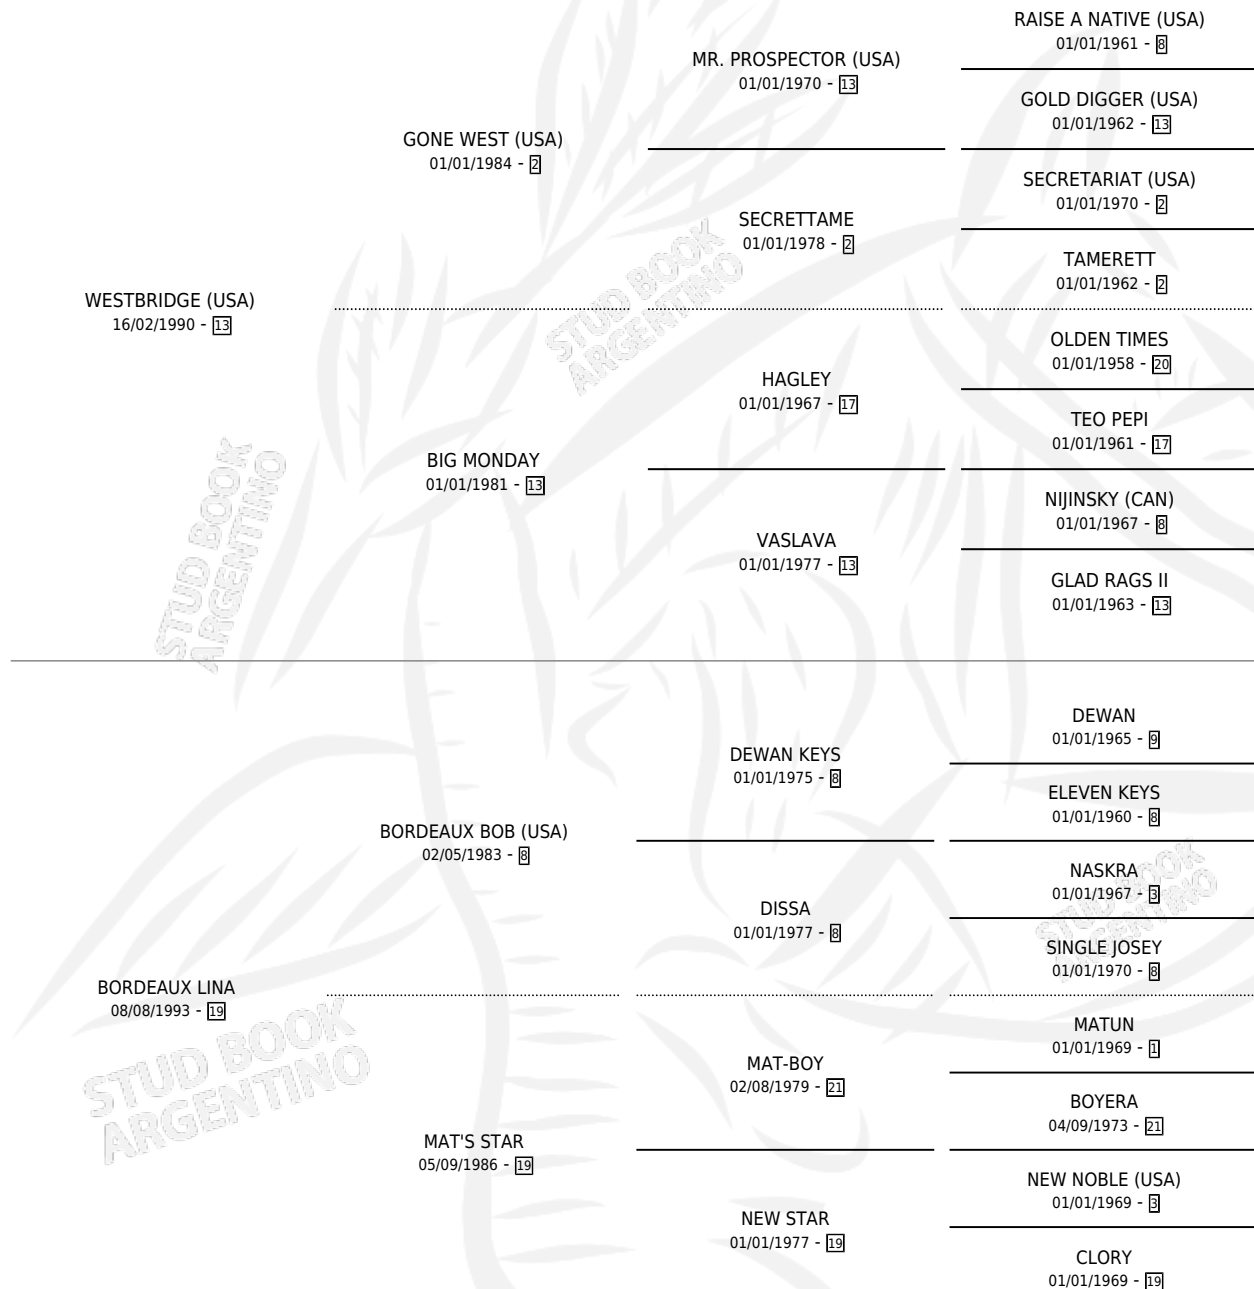 RAISE A NATIVE (USA)
01/01/1961 - 8
MR. PROSPECTOR (USA)
01/01/1970 - 13
GOLD DIGGER (USA)
01/01/1962 - 13
GONE WEST (USA)
01/01/1984 - 2
SECRETARIAT (USA)
01/01/1970 - 2
SECRETTAME
01/01/1978 - 2
TAMERETT
01/01/1962 - 2
WESTBRIDGE (USA)
16/02/1990 - 13
OLDEN TIMES
01/01/1958 - 20
HAGLEY
01/01/1967 - 17
TEO PEPI
01/01/1961 - 17
BIG MONDAY
01/01/1981 - 13
NIJINSKY (CAN)
01/01/1967 - 8
VASLAVA
01/01/1977 - 13
GLAD RAGS II
01/01/1963 - 13
DEWAN
01/01/1965 - 9
DEWAN KEYS
01/01/1975 - 8
ELEVEN KEYS
01/01/1960 - 8
BORDEAUX BOB (USA)
02/05/1983 - 8
NASKRA
01/01/1967 - 3
DISSA
01/01/1977 - 8
SINGLE JOSEY
01/01/1970 - 8
BORDEAUX LINA
08/08/1993 - 19
MATUN
01/01/1969 - 1
MAT-BOY
02/08/1979 - 21
BOYERA
04/09/1973 - 21
MAT'S STAR
05/09/1986 - 19
NEW NOBLE (USA)
01/01/1969 - 3
NEW STAR
01/01/1977 - 19
CLORY
01/01/1969 - 19
STUD BOOK
ARGENTINO
STUD BOOK
ARGENTINO
STUD BOOK
ARGENTINO
STUD BOOK
ARGENTINO